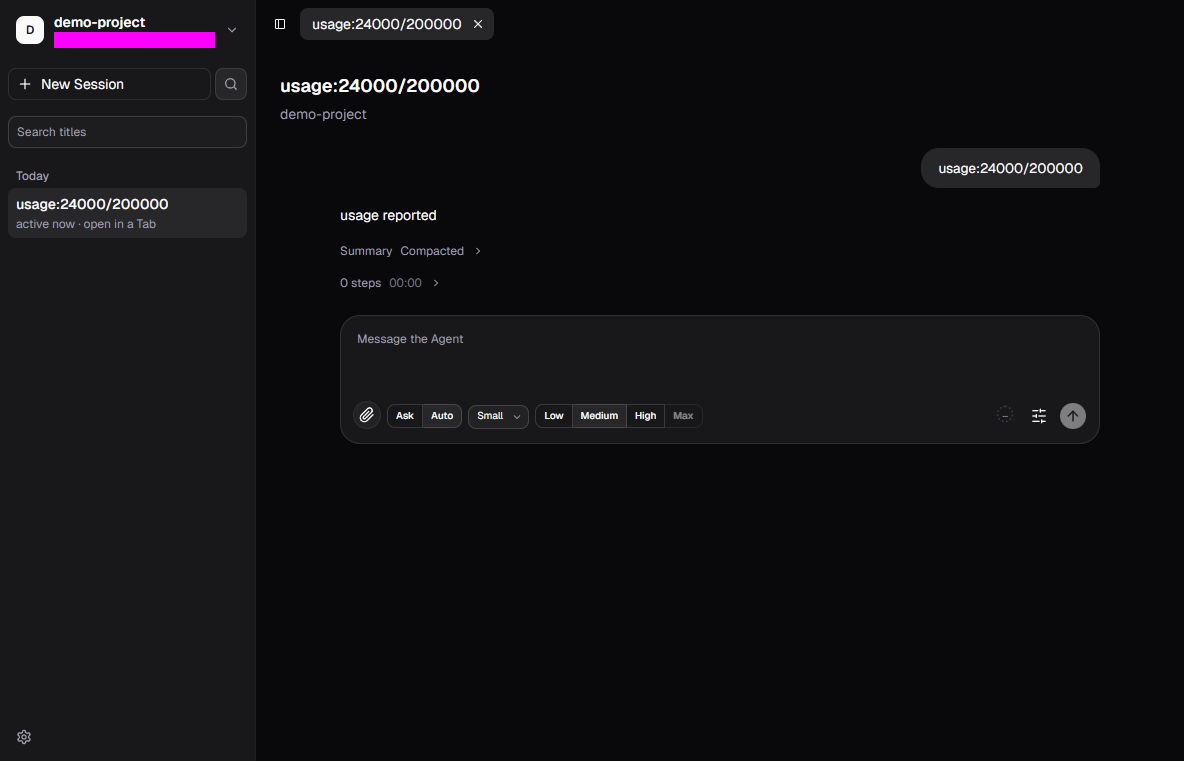 D
demo-project
New Session
Search titles
Today
usage:24000/200000
active now · open in a Tab
usage:24000/200000
usage:24000/200000
demo-project
usage:24000/200000
usage reported
Summary Compacted
0 steps 00:00
Message the Agent
Ask Auto Small Low Medium High Max